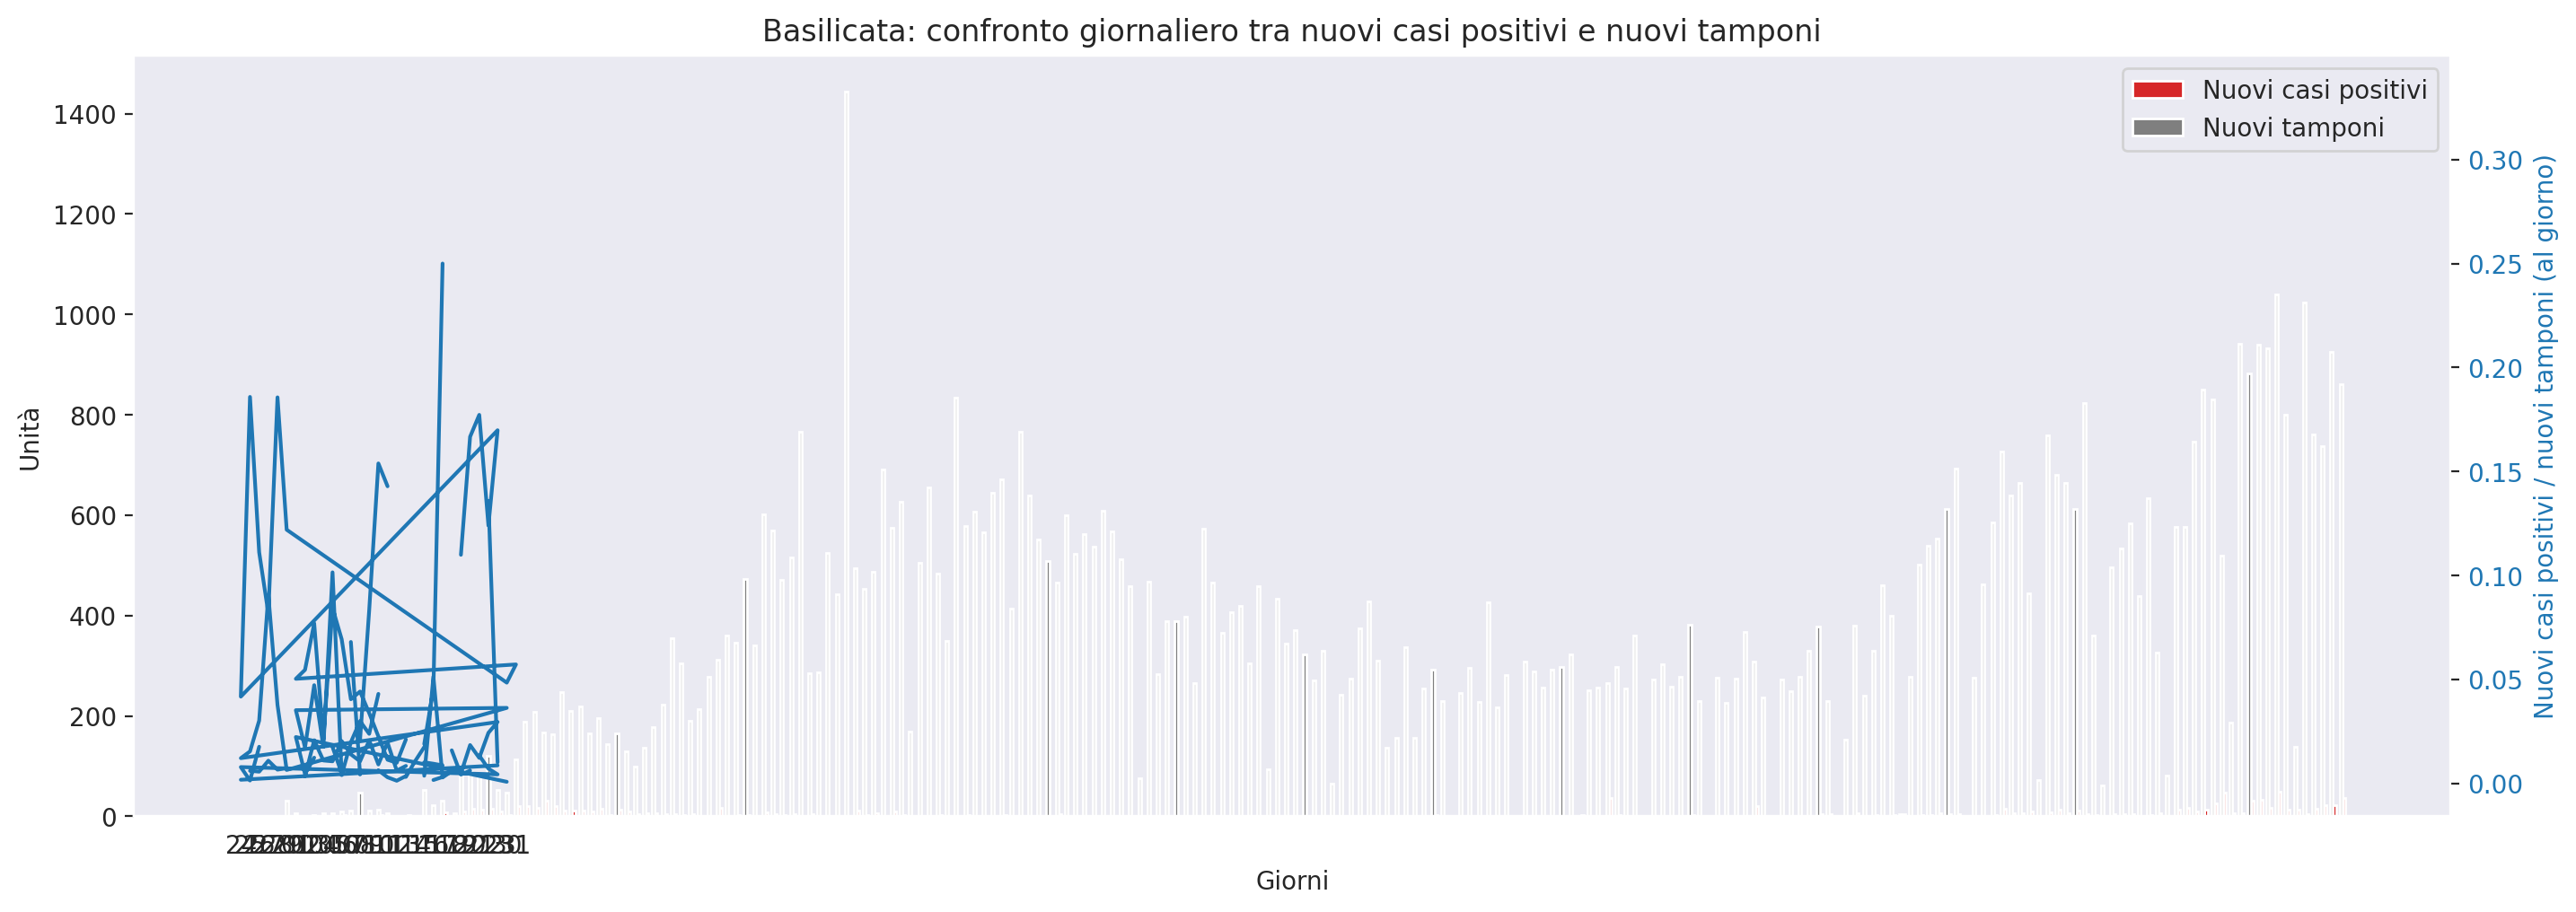 Basilicata: confronto giornaliero tra nuovi casi positivi e nuovi tamponi
Nuovi casi positivi
Nuovi tamponi
1400
1200
1000
800
600
400
200
0
Unità
0.30
0.25
0.20
0.15
0.10
0.05
0.00
Nuovi casi positivi / nuovi tamponi (al giorno)
Giorni